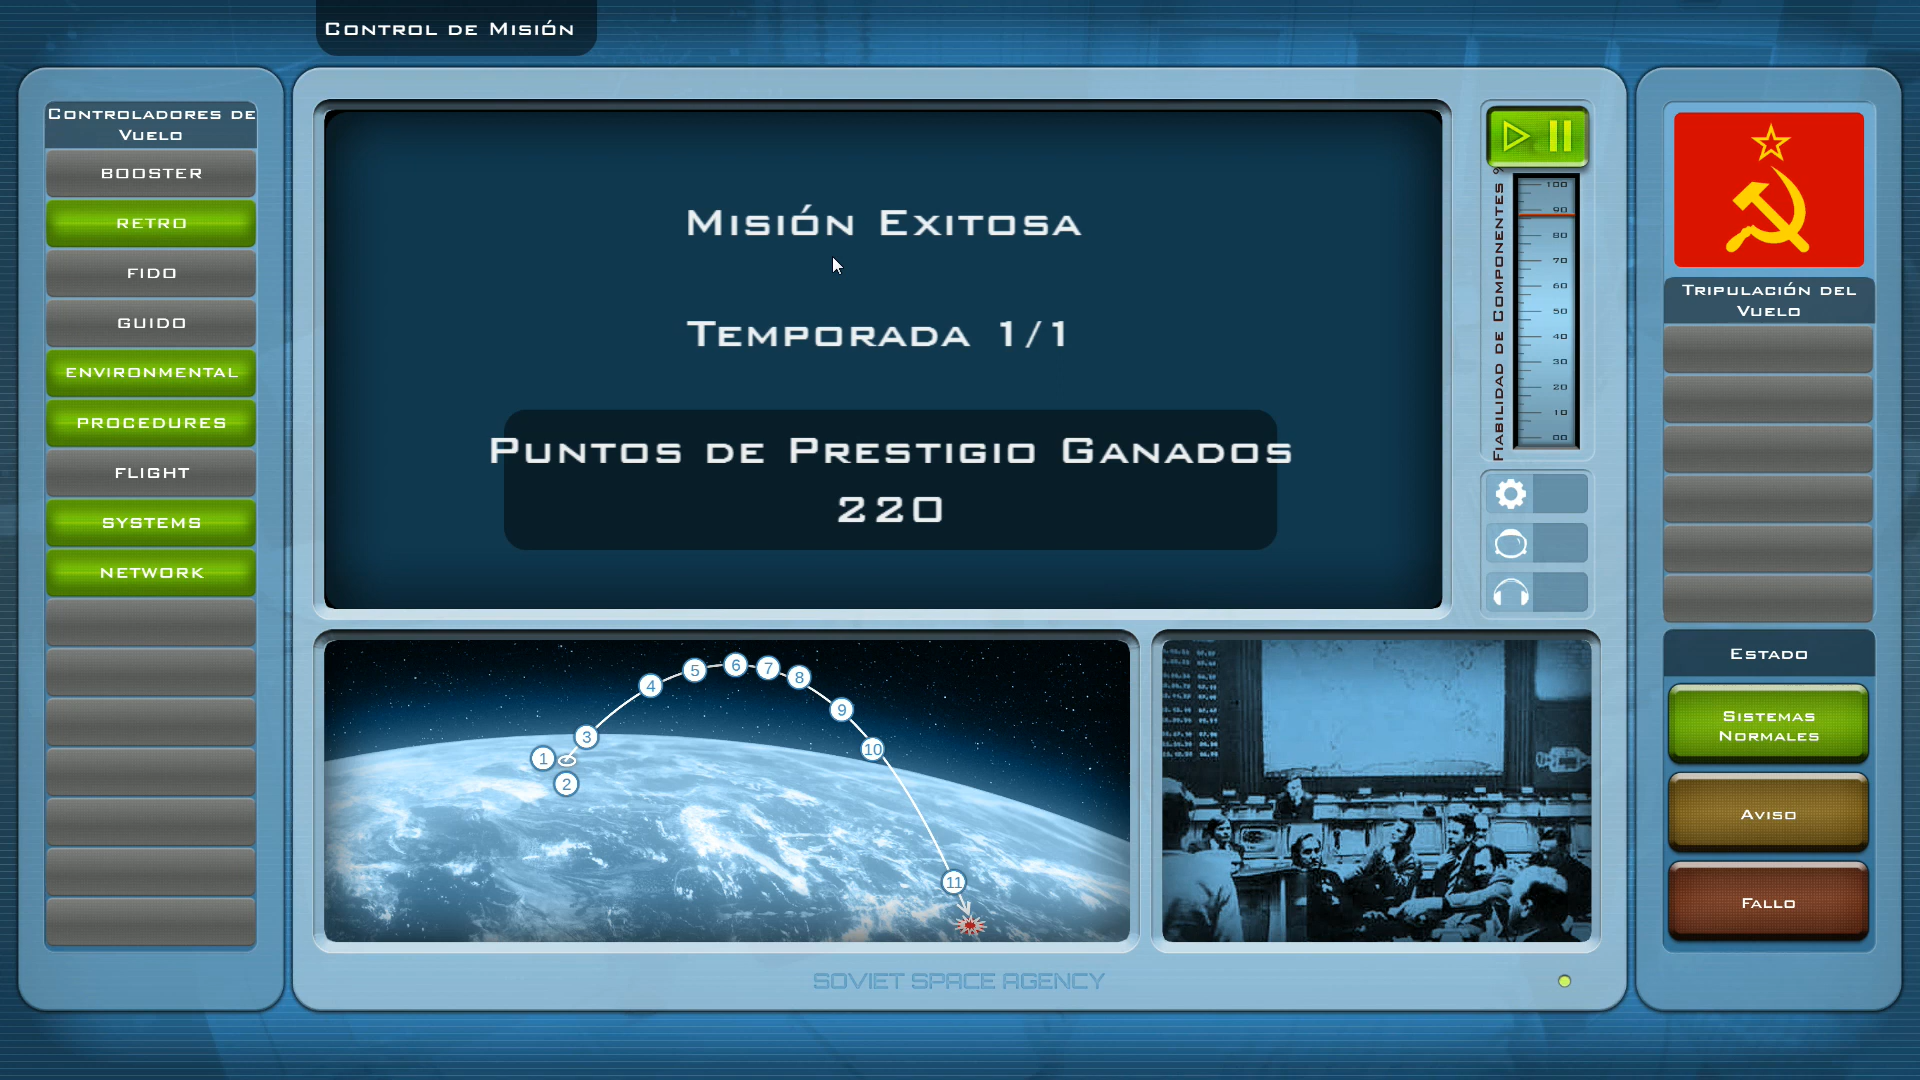 Control de Misión
Controladores de
Vuelo
BOOSTER
RETRO
FIDO
GUIDO
ENVIRONMENTAL
PROCEDURES
FLIGHT
SYSTEMS
NETWORK
Misión Exitosa
Temporada 1/1
Puntos de Prestigio Ganados
220
Fiabilidad de Componentes %
100
90
80
70
60
50
40
30
20
10
00
Tripulación del
Vuelo
Estado
Sistemas
Normales
Aviso
Fallo
1
2
3
4
5
6
7
8
9
10
11
SOVIET SPACE AGENCY